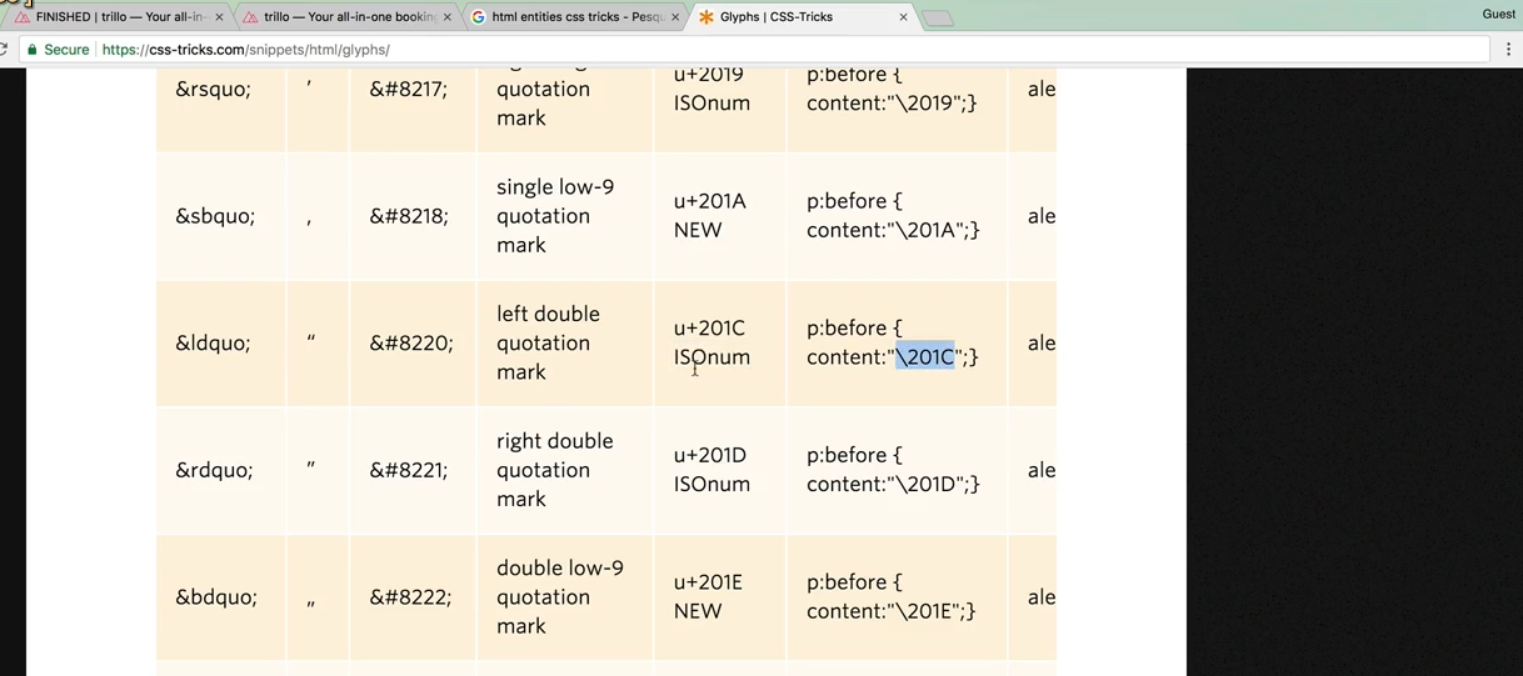 FINISHED | trillo — Your all-in-
trillo — Your all-in-one booking
html entities css tricks - Pesqu
Glyphs | CSS-Tricks
Guest
Secure https://css-tricks.com/snippets/html/glyphs/
&rsquo; ’ &#8217; quotation mark u+2019 ISOnum p:before { content:"\2019";} ale
&sbquo; ‚ &#8218; single low-9 quotation mark u+201A NEW p:before { content:"\201A";} ale
&ldquo; “ &#8220; left double quotation mark u+201C ISOnum p:before { content:"\201C";} ale
&rdquo; ” &#8221; right double quotation mark u+201D ISOnum p:before { content:"\201D";} ale
&bdquo; „ &#8222; double low-9 quotation mark u+201E NEW p:before { content:"\201E";} ale